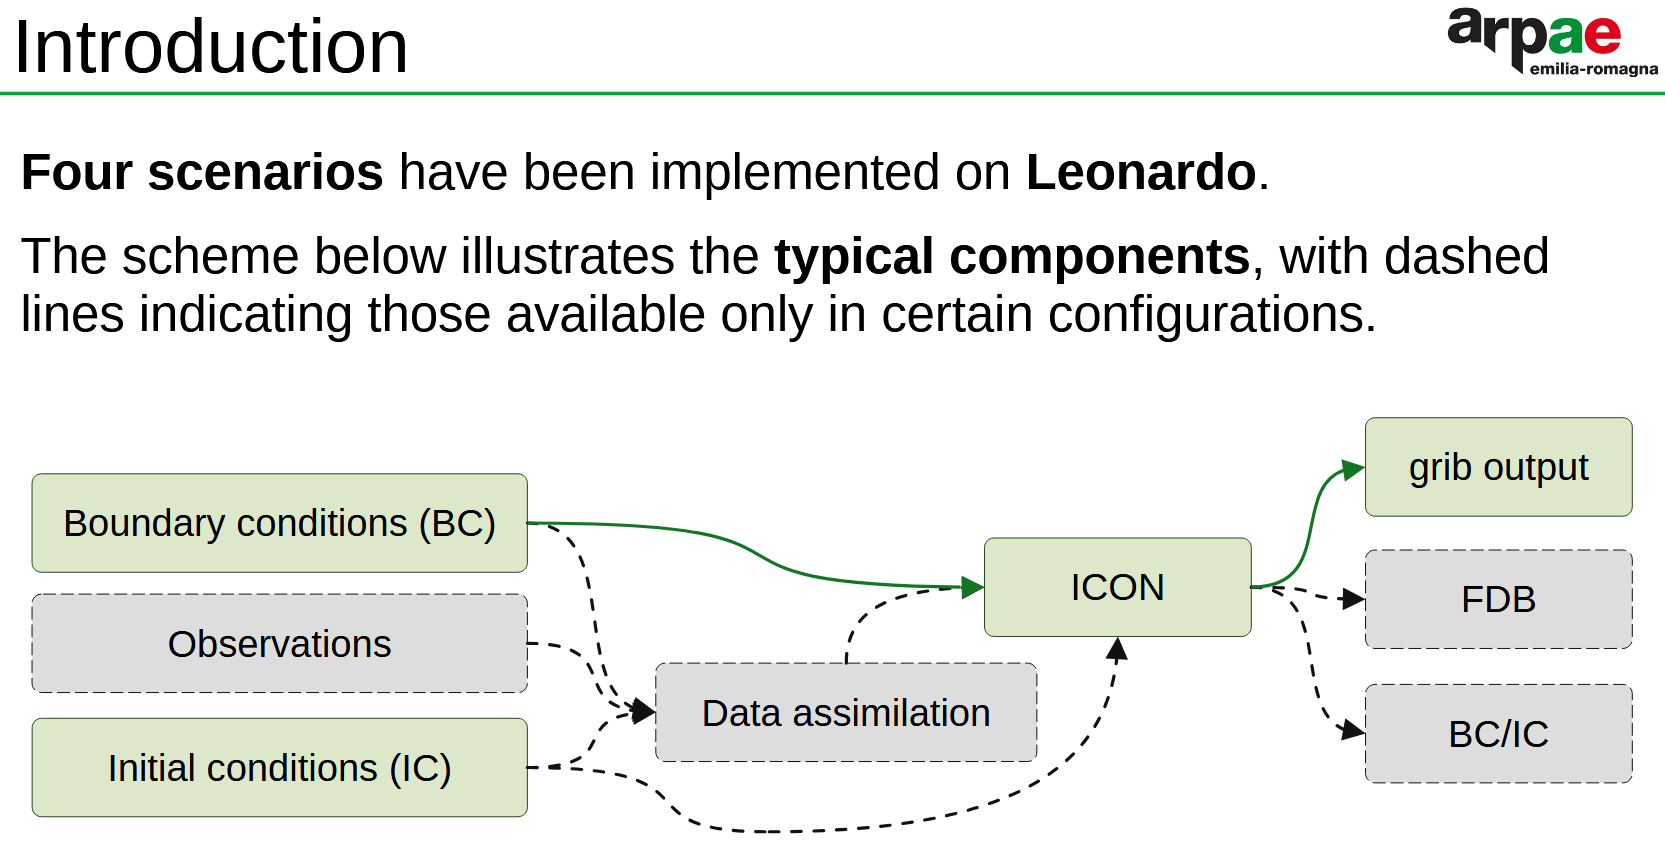 Introduction
arpae
emilia-romagna
Four scenarios have been implemented on Leonardo.
The scheme below illustrates the typical components, with dashed
lines indicating those available only in certain configurations.
Boundary conditions (BC)
Observations
Initial conditions (IC)
Data assimilation
ICON
grib output
FDB
BC/IC